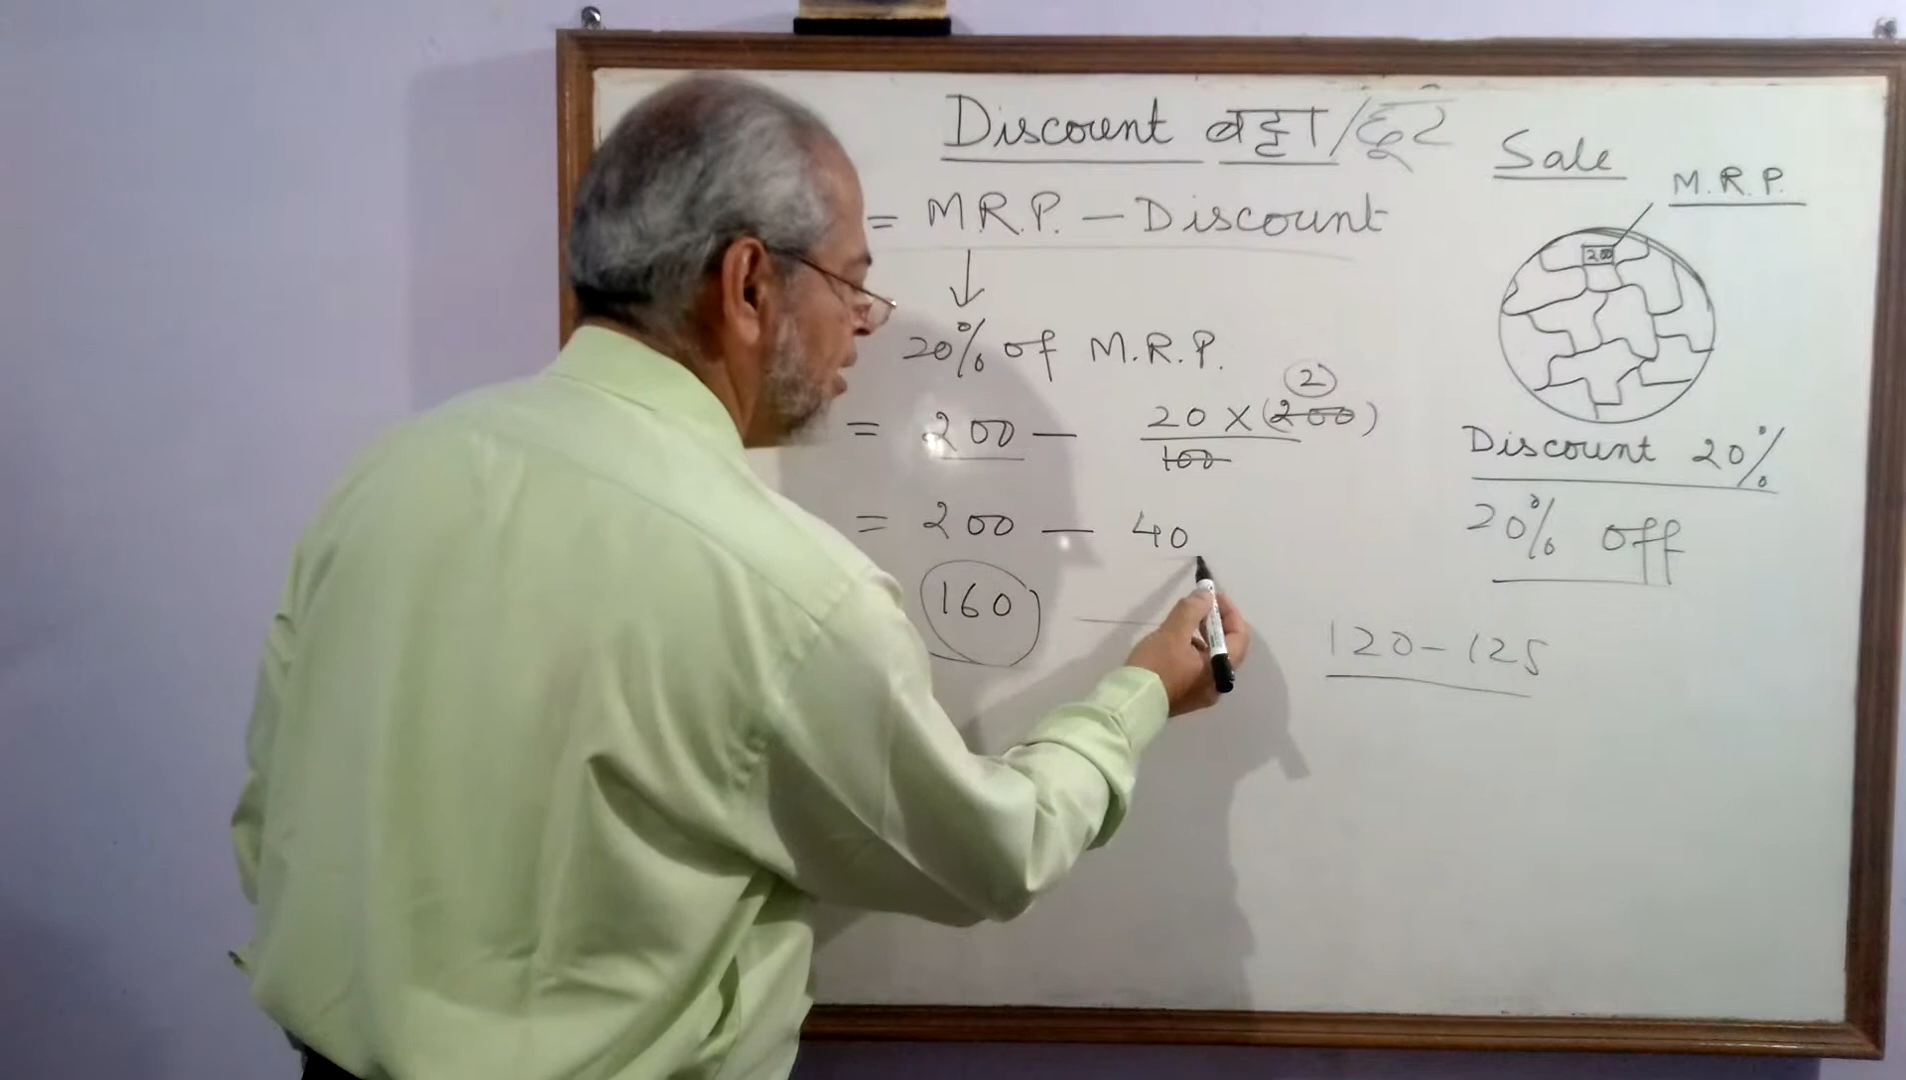 Discount बट्टा/छूट
Sale
M.R.P.
= M.R.P. – Discount
200
20% of M.R.P.
2
= 200 – 20 X (200)
100
Discount 20%
= 200 – 40
20% off
160
120 – 125